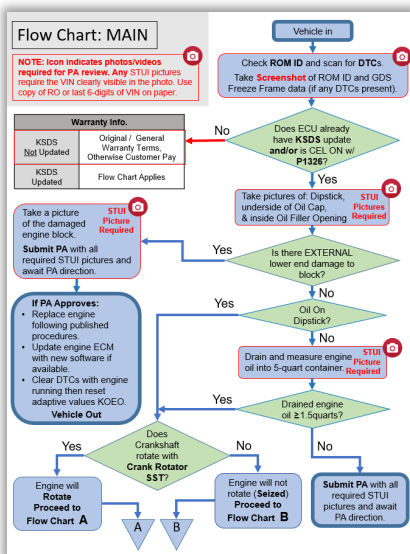 Flow Chart: MAIN
Vehicle in
NOTE: Icon indicates photos/videos
required for PA review. Any STUI pictures
require the VIN clearly visible in the photo. Use
copy of RO or last 6-digits of VIN on paper.
Check ROM ID and scan for DTCs.
Take Screenshot of ROM ID and GDS
Freeze Frame data (if any DTCs present).
Warranty Info.
KSDS
Not Updated
Original / General
Warranty Terms,
Otherwise Customer Pay
KSDS
Updated
Flow Chart Applies
No
Does ECU already
have KSDS update
and/or is CEL ON w/
P1326?
Yes
Take pictures of: Dipstick,
underside of Oil Cap,
& inside Oil Filler Opening
STUI
Pictures
Required
Take a picture
of the damaged
engine block.
STUI
Picture
Required
Submit PA with all
required STUI pictures and
await PA direction.
Yes
Is there EXTERNAL
lower end damage to
block?
No
If PA Approves:
• Replace engine
following published
procedures.
• Update engine ECM
with new software if
available.
• Clear DTCs with engine
running then reset
adaptive values KOEO.
Vehicle Out
Yes
Oil On
Dipstick?
No
Drain and measure engine
oil into 5-quart container.
STUI
Picture
Required
Yes
Drained engine
oil ≥1.5quarts?
No
Does
Crankshaft
rotate with
Crank Rotator
SST?
Yes
No
Engine will
Rotate
Proceed to
Flow Chart A
A
B
Engine will not
rotate (Seized)
Proceed to
Flow Chart B
Submit PA with all
required STUI
pictures and await
PA direction.